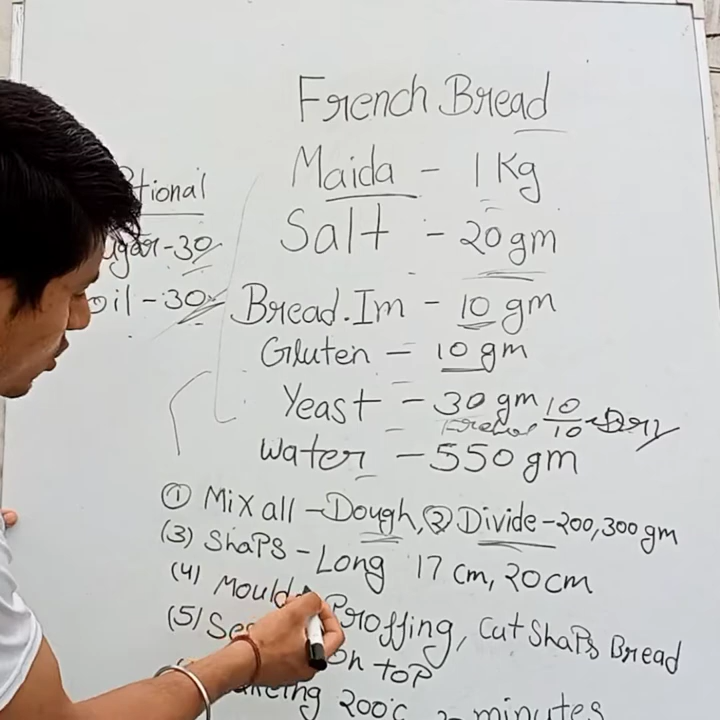 French Bread
Maida - 1 Kg
Salt - 20 gm
Bread.Im - 10 gm
Gluten - 10 gm
Yeast - 30 gm 10/10 Dry
Water - 550 gm
tional
ugar-30
oil-30
① Mix all - Dough, ② Divide-200,300 gm
(3) ShaPs - Long 17 cm, 20 cm
(4) Mould Proffing, Cut ShaPs Bread
(5) Se on toP
200°c minutes